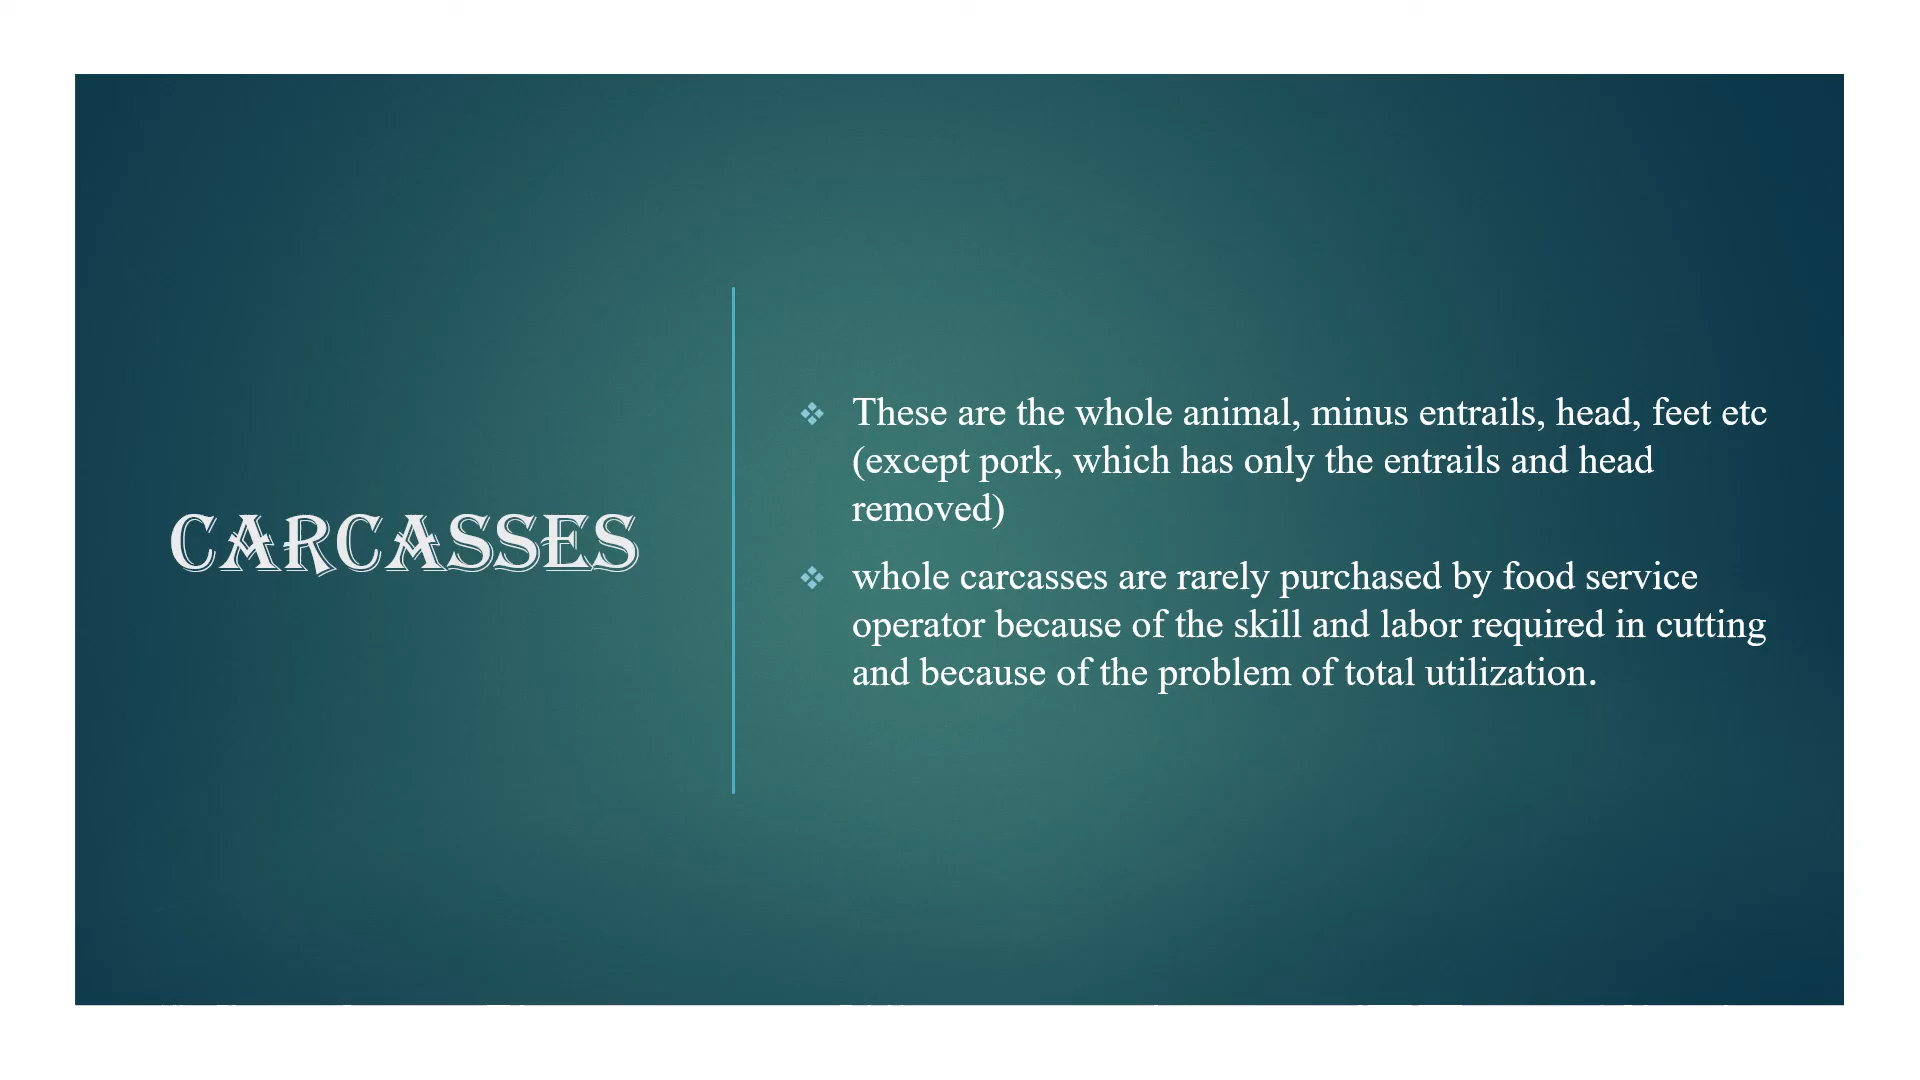 CARCASSES
❖ These are the whole animal, minus entrails, head, feet etc
(except pork, which has only the entrails and head
removed)
❖ whole carcasses are rarely purchased by food service
operator because of the skill and labor required in cutting
and because of the problem of total utilization.